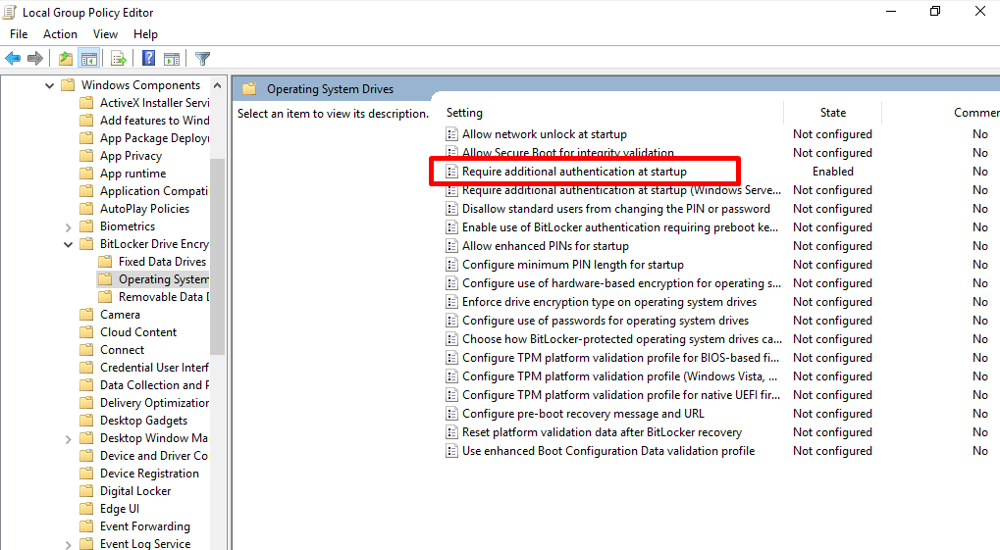 Local Group Policy Editor
File Action View Help
Windows Components
ActiveX Installer Servi
Add features to Wind
App Package Deploy
App Privacy
App runtime
Application Compati
AutoPlay Policies
Biometrics
BitLocker Drive Encry
Fixed Data Drives
Operating System
Removable Data D
Camera
Cloud Content
Connect
Credential User Interf
Data Collection and P
Delivery Optimization
Desktop Gadgets
Desktop Window Ma
Device and Driver Co
Device Registration
Digital Locker
Edge UI
Event Forwarding
Event Log Service
Operating System Drives
Select an item to view its description.
Setting State Commen
Allow network unlock at startup Not configured No
Allow Secure Boot for integrity validation Not configured No
Require additional authentication at startup Enabled No
Require additional authentication at startup (Windows Serve... Not configured No
Disallow standard users from changing the PIN or password Not configured No
Enable use of BitLocker authentication requiring preboot ke... Not configured No
Allow enhanced PINs for startup Not configured No
Configure minimum PIN length for startup Not configured No
Configure use of hardware-based encryption for operating s... Not configured No
Enforce drive encryption type on operating system drives Not configured No
Configure use of passwords for operating system drives Not configured No
Choose how BitLocker-protected operating system drives ca... Not configured No
Configure TPM platform validation profile for BIOS-based fi... Not configured No
Configure TPM platform validation profile (Windows Vista, ... Not configured No
Configure TPM platform validation profile for native UEFI fir... Not configured No
Configure pre-boot recovery message and URL Not configured No
Reset platform validation data after BitLocker recovery Not configured No
Use enhanced Boot Configuration Data validation profile Not configured No